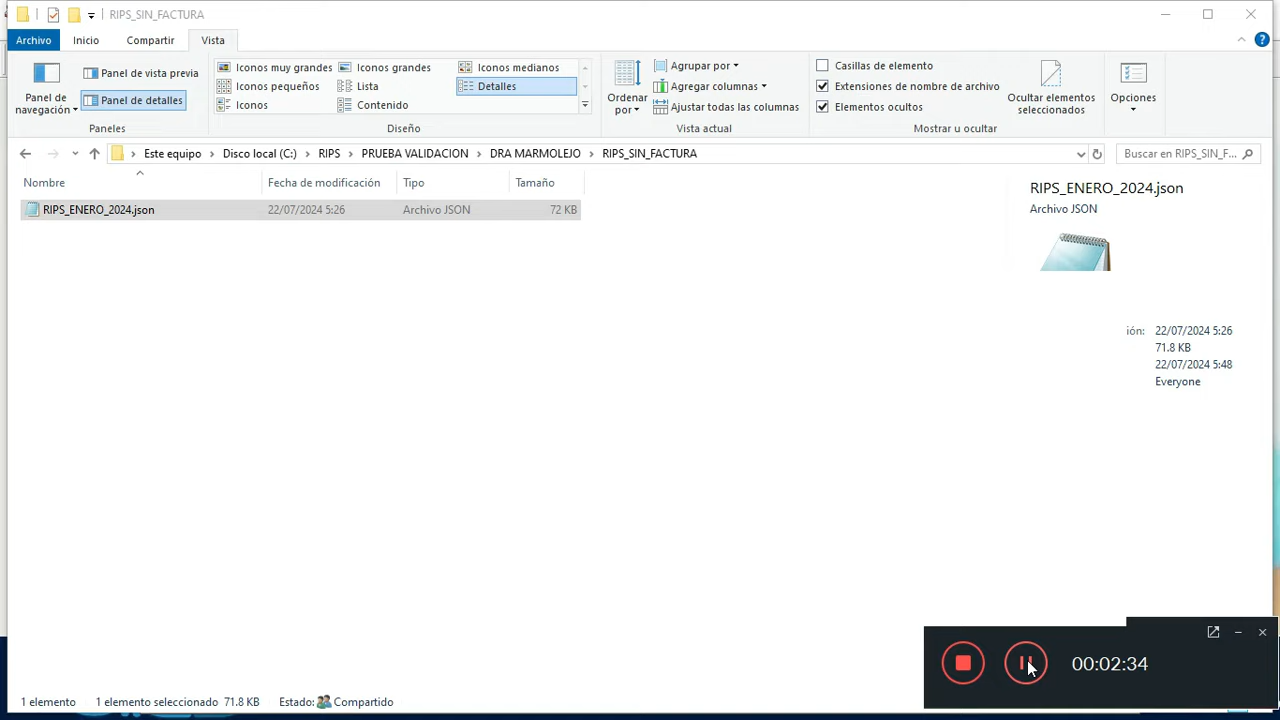 RIPS_SIN_FACTURA
Archivo Inicio Compartir Vista
Panel de navegación
Panel de vista previa
Panel de detalles
Paneles
Iconos muy grandes Iconos grandes Iconos medianos
Iconos pequeños Lista Detalles
Iconos Contenido
Diseño
Ordenar por
Agrupar por
Agregar columnas
Ajustar todas las columnas
Vista actual
Casillas de elemento
Extensiones de nombre de archivo
Elementos ocultos
Ocultar elementos seleccionados
Mostrar u ocultar
Opciones
Este equipo Disco local (C:) RIPS PRUEBA VALIDACION DRA MARMOLEJO RIPS_SIN_FACTURA
Buscar en RIPS_SIN_F...
Nombre Fecha de modificación Tipo Tamaño
RIPS_ENERO_2024.json 22/07/2024 5:26 Archivo JSON 72 KB
RIPS_ENERO_2024.json
Archivo JSON
ión: 22/07/2024 5:26
71.8 KB
22/07/2024 5:48
Everyone
00:02:34
1 elemento 1 elemento seleccionado 71.8 KB Estado: Compartido